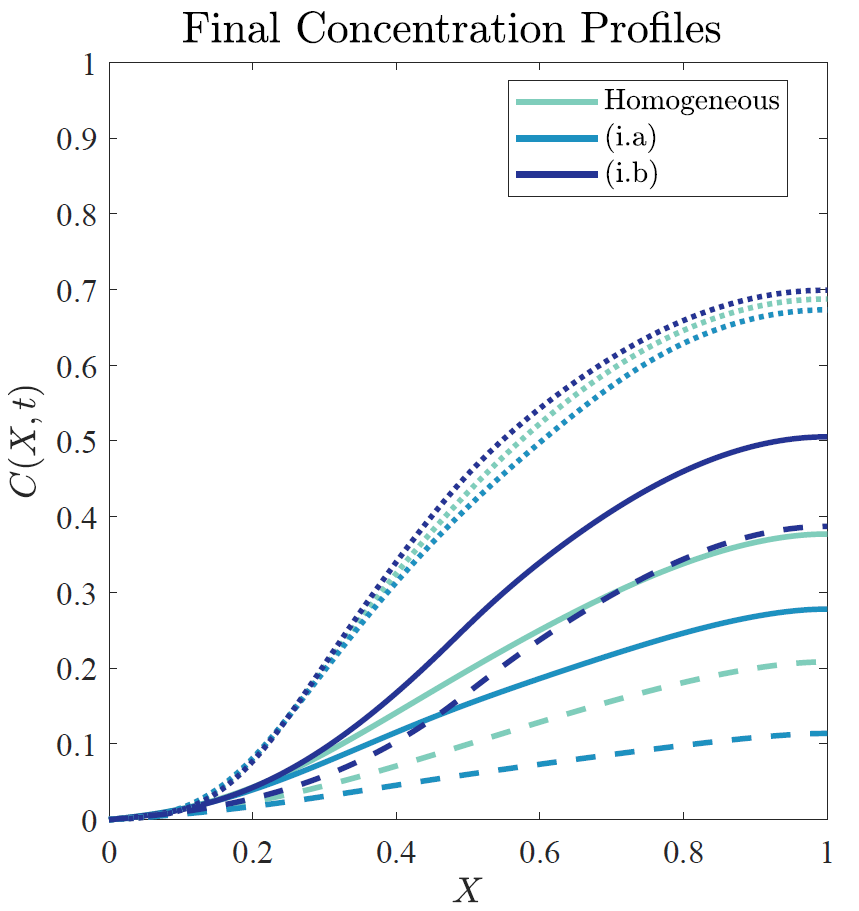 Final Concentration Profiles
1
0.9
0.8
0.7
0.6
0.5
0.4
0.3
0.2
0.1
0
C(X, t)
Homogeneous
(i.a)
(i.b)
0 0.2 0.4 0.6 0.8 1
X